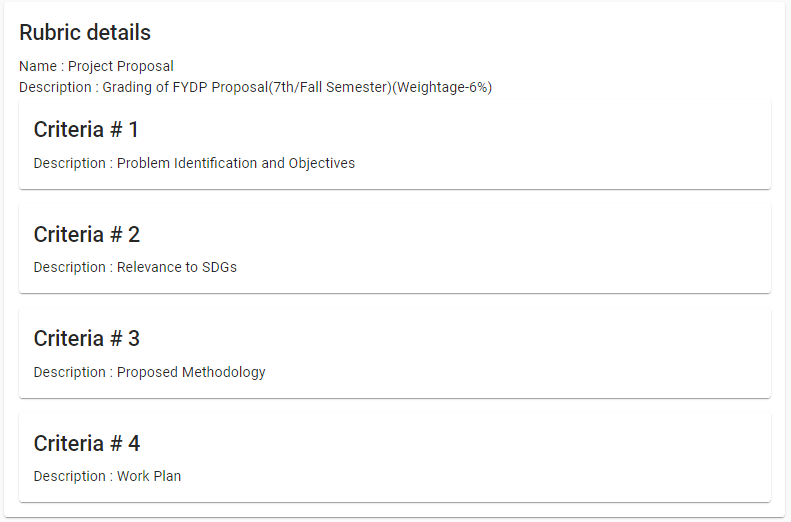 Rubric details
Name : Project Proposal
Description : Grading of FYDP Proposal(7th/Fall Semester)(Weightage-6%)
Criteria # 1
Description : Problem Identification and Objectives
Criteria # 2
Description : Relevance to SDGs
Criteria # 3
Description : Proposed Methodology
Criteria # 4
Description : Work Plan